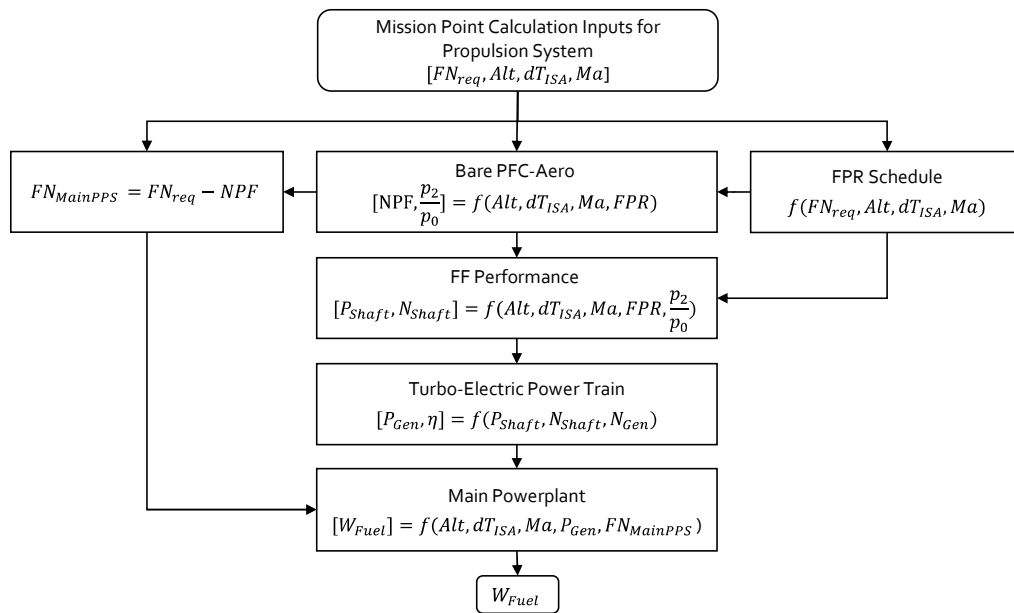 Mission Point Calculation Inputs for
Propulsion System
[FN_req, Alt, dT_ISA, Ma]
FN_MainPPS = FN_req − NPF
Bare PFC-Aero
[NPF, p_2/p_0] = f(Alt, dT_ISA, Ma, FPR)
FPR Schedule
f(FN_req, Alt, dT_ISA, Ma)
FF Performance
[P_Shaft, N_Shaft] = f(Alt, dT_ISA, Ma, FPR, p_2/p_0)
Turbo-Electric Power Train
[P_Gen, η] = f(P_Shaft, N_Shaft, N_Gen)
Main Powerplant
[W_Fuel] = f(Alt, dT_ISA, Ma, P_Gen, FN_MainPPS)
W_Fuel